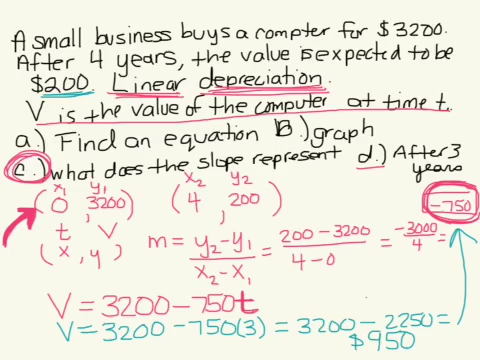 A small business buys a compter for $3200.
After 4 years, the value is expected to be
$200 Linear depreciation.
V is the value of the computer at time t.
a.) Find an equation b.) graph
c.) what does the slope represent d.) After 3 years
x₁ y₁ x₂ y₂
(0, 3200) (4, 200) -750
t V
(x, y) m = y₂-y₁/x₂-x₁ = 200-3200/4-0 = -3000/4 =
V = 3200-750t
V = 3200-750(3) = 3200-2250 =
$950